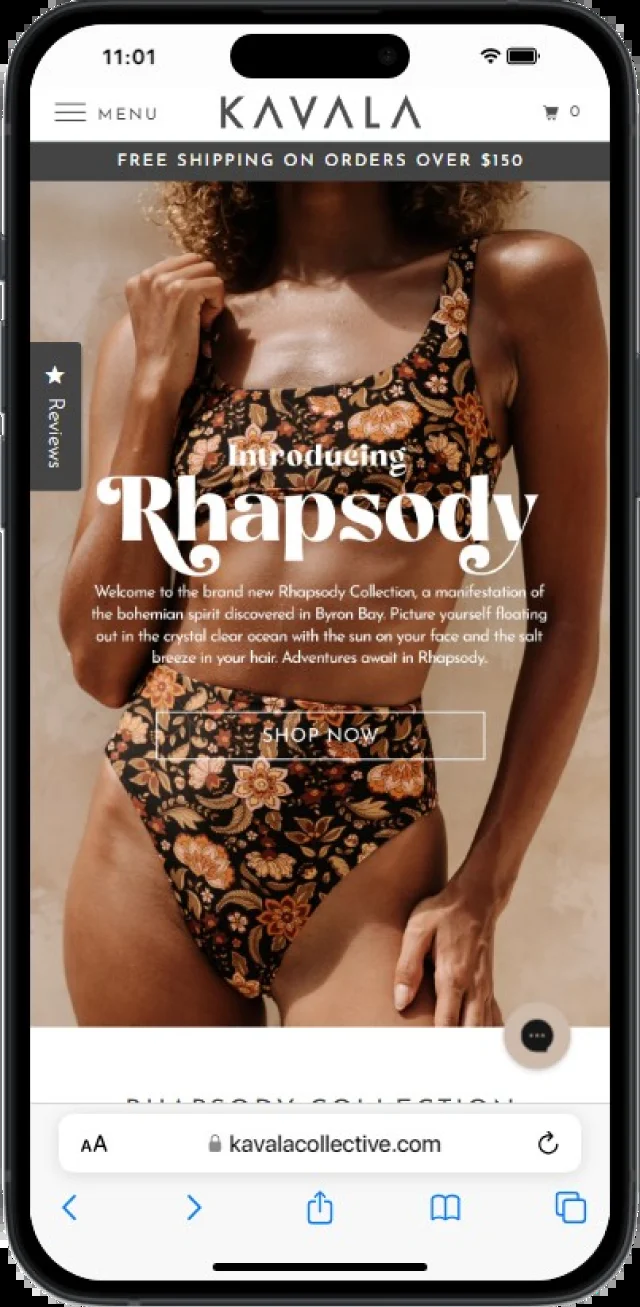 11:01
MENU
KAVALA
0
FREE SHIPPING ON ORDERS OVER $150
Reviews
Introducing
Rhapsody
Welcome to the brand new Rhapsody Collection, a manifestation of
the bohemian spirit discovered in Byron Bay. Picture yourself floating
out in the crystal clear ocean with the sun on your face and the salt
breeze in your hair. Adventures await in Rhapsody.
SHOP NOW
RHAPSODY COLLECTION
AA
kavalacollective.com